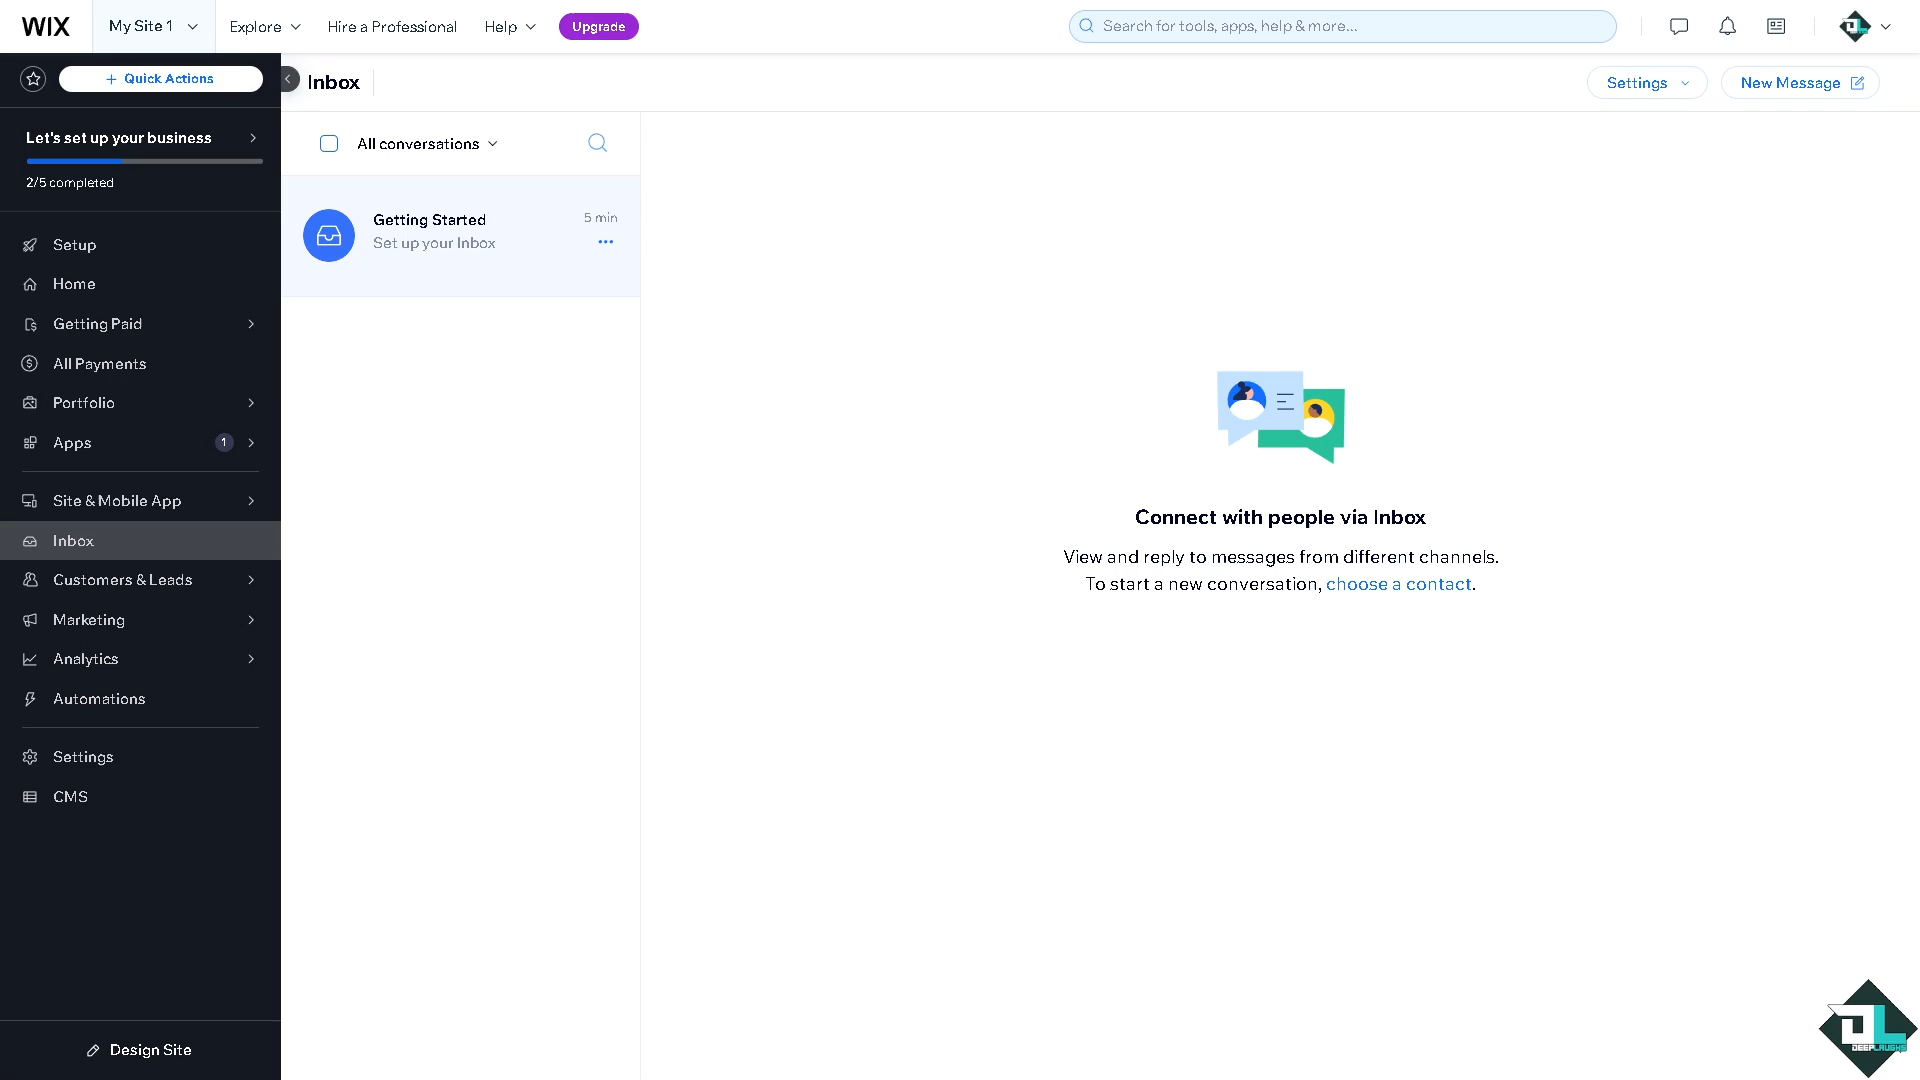 WIX
My Site 1
Explore
Hire a Professional
Help
Upgrade
Search for tools, apps, help & more...
Quick Actions
Inbox
Settings
New Message
Let's set up your business
2/5 completed
All conversations
Getting Started
5 min
Set up your Inbox
Setup
Home
Getting Paid
All Payments
Portfolio
Apps
1
Site & Mobile App
Inbox
Customers & Leads
Marketing
Analytics
Automations
Settings
CMS
Connect with people via Inbox
View and reply to messages from different channels.
To start a new conversation, choose a contact.
Design Site
DL
DEEPLAUGHS